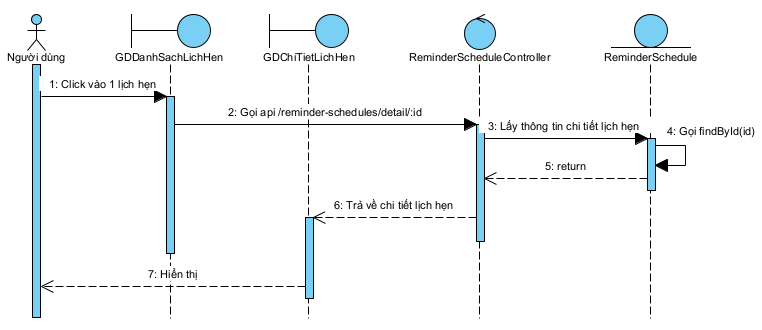 Người dùng
GDDanhSachLichHen
GDChiTietLichHen
ReminderScheduleController
ReminderSchedule
1: Click vào 1 lịch hẹn
2: Gọi api /reminder-schedules/detail/:id
3: Lấy thông tin chi tiết lịch hẹn
4: Gọi findById(id)
5: return
6: Trả về chi tiết lịch hẹn
7: Hiển thị